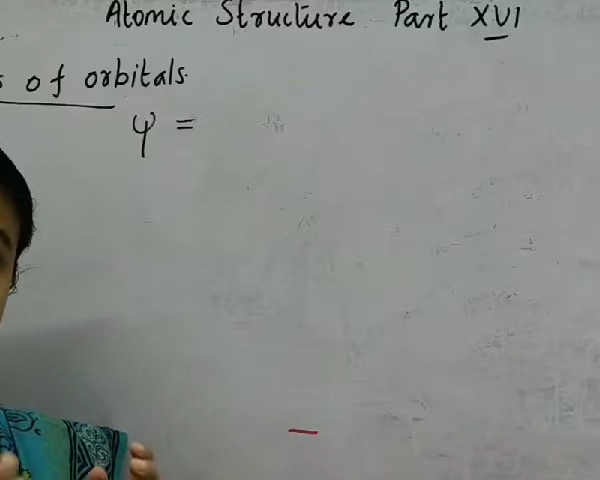 Atomic Structure Part XVI
of orbitals
ψ =